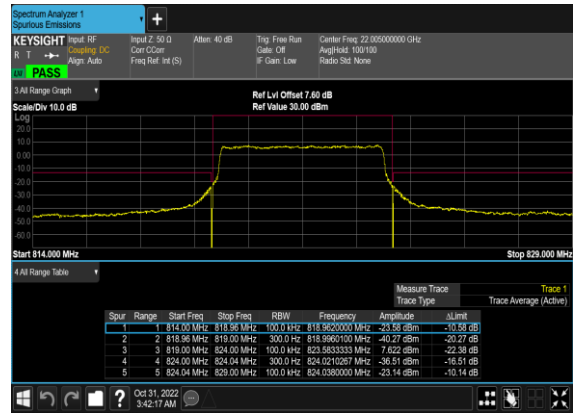 Spectrum Analyzer 1
Spurious Emissions
+
KEYSIGHT Input: RF Input Z: 50 Ω Atten: 40 dB Trig: Free Run Center Freq: 22.005000000 GHz
R T Coupling: DC Corr CCorr Gate: Off Avg|Hold: 100/100
Align: Auto Freq Ref: Int (S) IF Gain: Low Radio Std: None
LW PASS
3 All Range Graph
Ref Lvl Offset 7.60 dB
Scale/Div 10.0 dB Ref Value 30.00 dBm
Log
20.0
10.0
0.00
-10.0
-20.0
-30.0
-40.0
-50.0
-60.0
Start 814.000 MHz Stop 829.000 MHz
4 All Range Table
Measure Trace Trace 1
Trace Type Trace Average (Active)
Spur Range Start Freq Stop Freq RBW Frequency Amplitude ΔLimit
1 1 814.00 MHz 818.96 MHz 100.0 kHz 818.9620000 MHz -23.58 dBm -10.58 dB
2 2 818.96 MHz 819.00 MHz 300.0 Hz 818.9960100 MHz -40.27 dBm -20.27 dB
3 3 819.00 MHz 824.00 MHz 100.0 kHz 823.5833333 MHz 7.622 dBm -22.38 dB
4 4 824.00 MHz 824.04 MHz 300.0 Hz 824.0210267 MHz -36.51 dBm -16.51 dB
5 5 824.04 MHz 829.00 MHz 100.0 kHz 824.0380000 MHz -23.14 dBm -10.14 dB
? Oct 31, 2022
3:42:17 AM